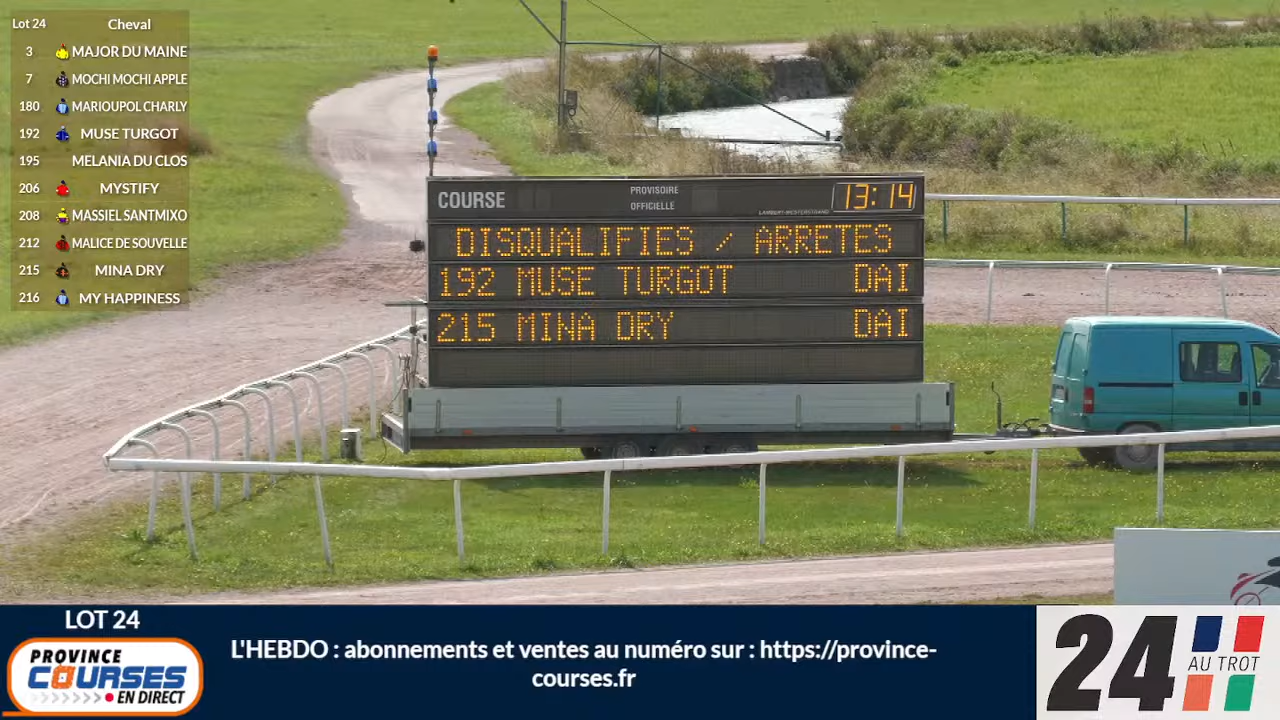 Lot 24 Cheval
3 MAJOR DU MAINE
7 MOCHI MOCHI APPLE
180 MARIOUPOL CHARLY
192 MUSE TURGOT
195 MELANIA DU CLOS
206 MYSTIFY
208 MASSIEL SANTMIXO
212 MALICE DE SOUVELLE
215 MINA DRY
216 MY HAPPINESS
COURSE
PROVISOIRE
OFFICIELLE
13:14
DISQUALIFIES / ARRETES
192 MUSE TURGOT DAI
215 MINA DRY DAI
LOT 24
PROVINCE
COURSES
EN DIRECT
L'HEBDO : abonnements et ventes au numéro sur : https://province-
courses.fr
24
AU TROT